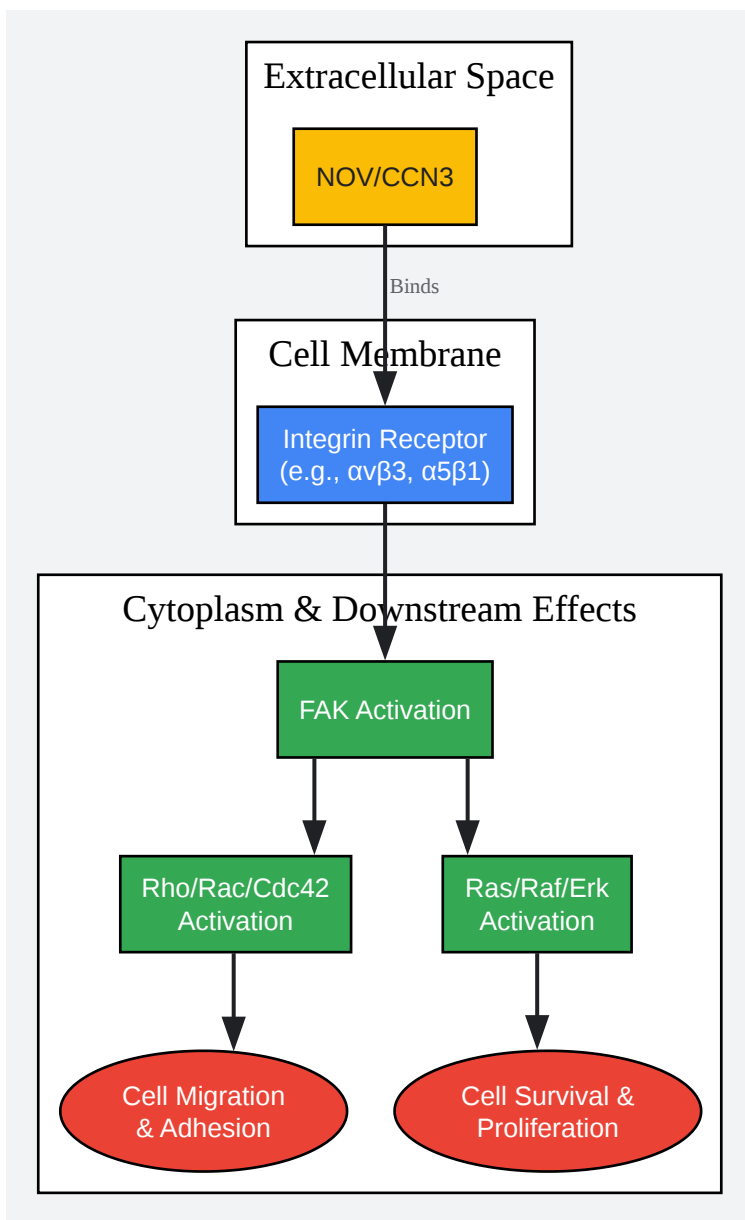 Extracellular Space
NOV/CCN3
Binds
Cell Membrane
Integrin Receptor
(e.g., αvβ3, α5β1)
Cytoplasm & Downstream Effects
FAK Activation
Rho/Rac/Cdc42
Activation
Ras/Raf/Erk
Activation
Cell Migration
& Adhesion
Cell Survival &
Proliferation